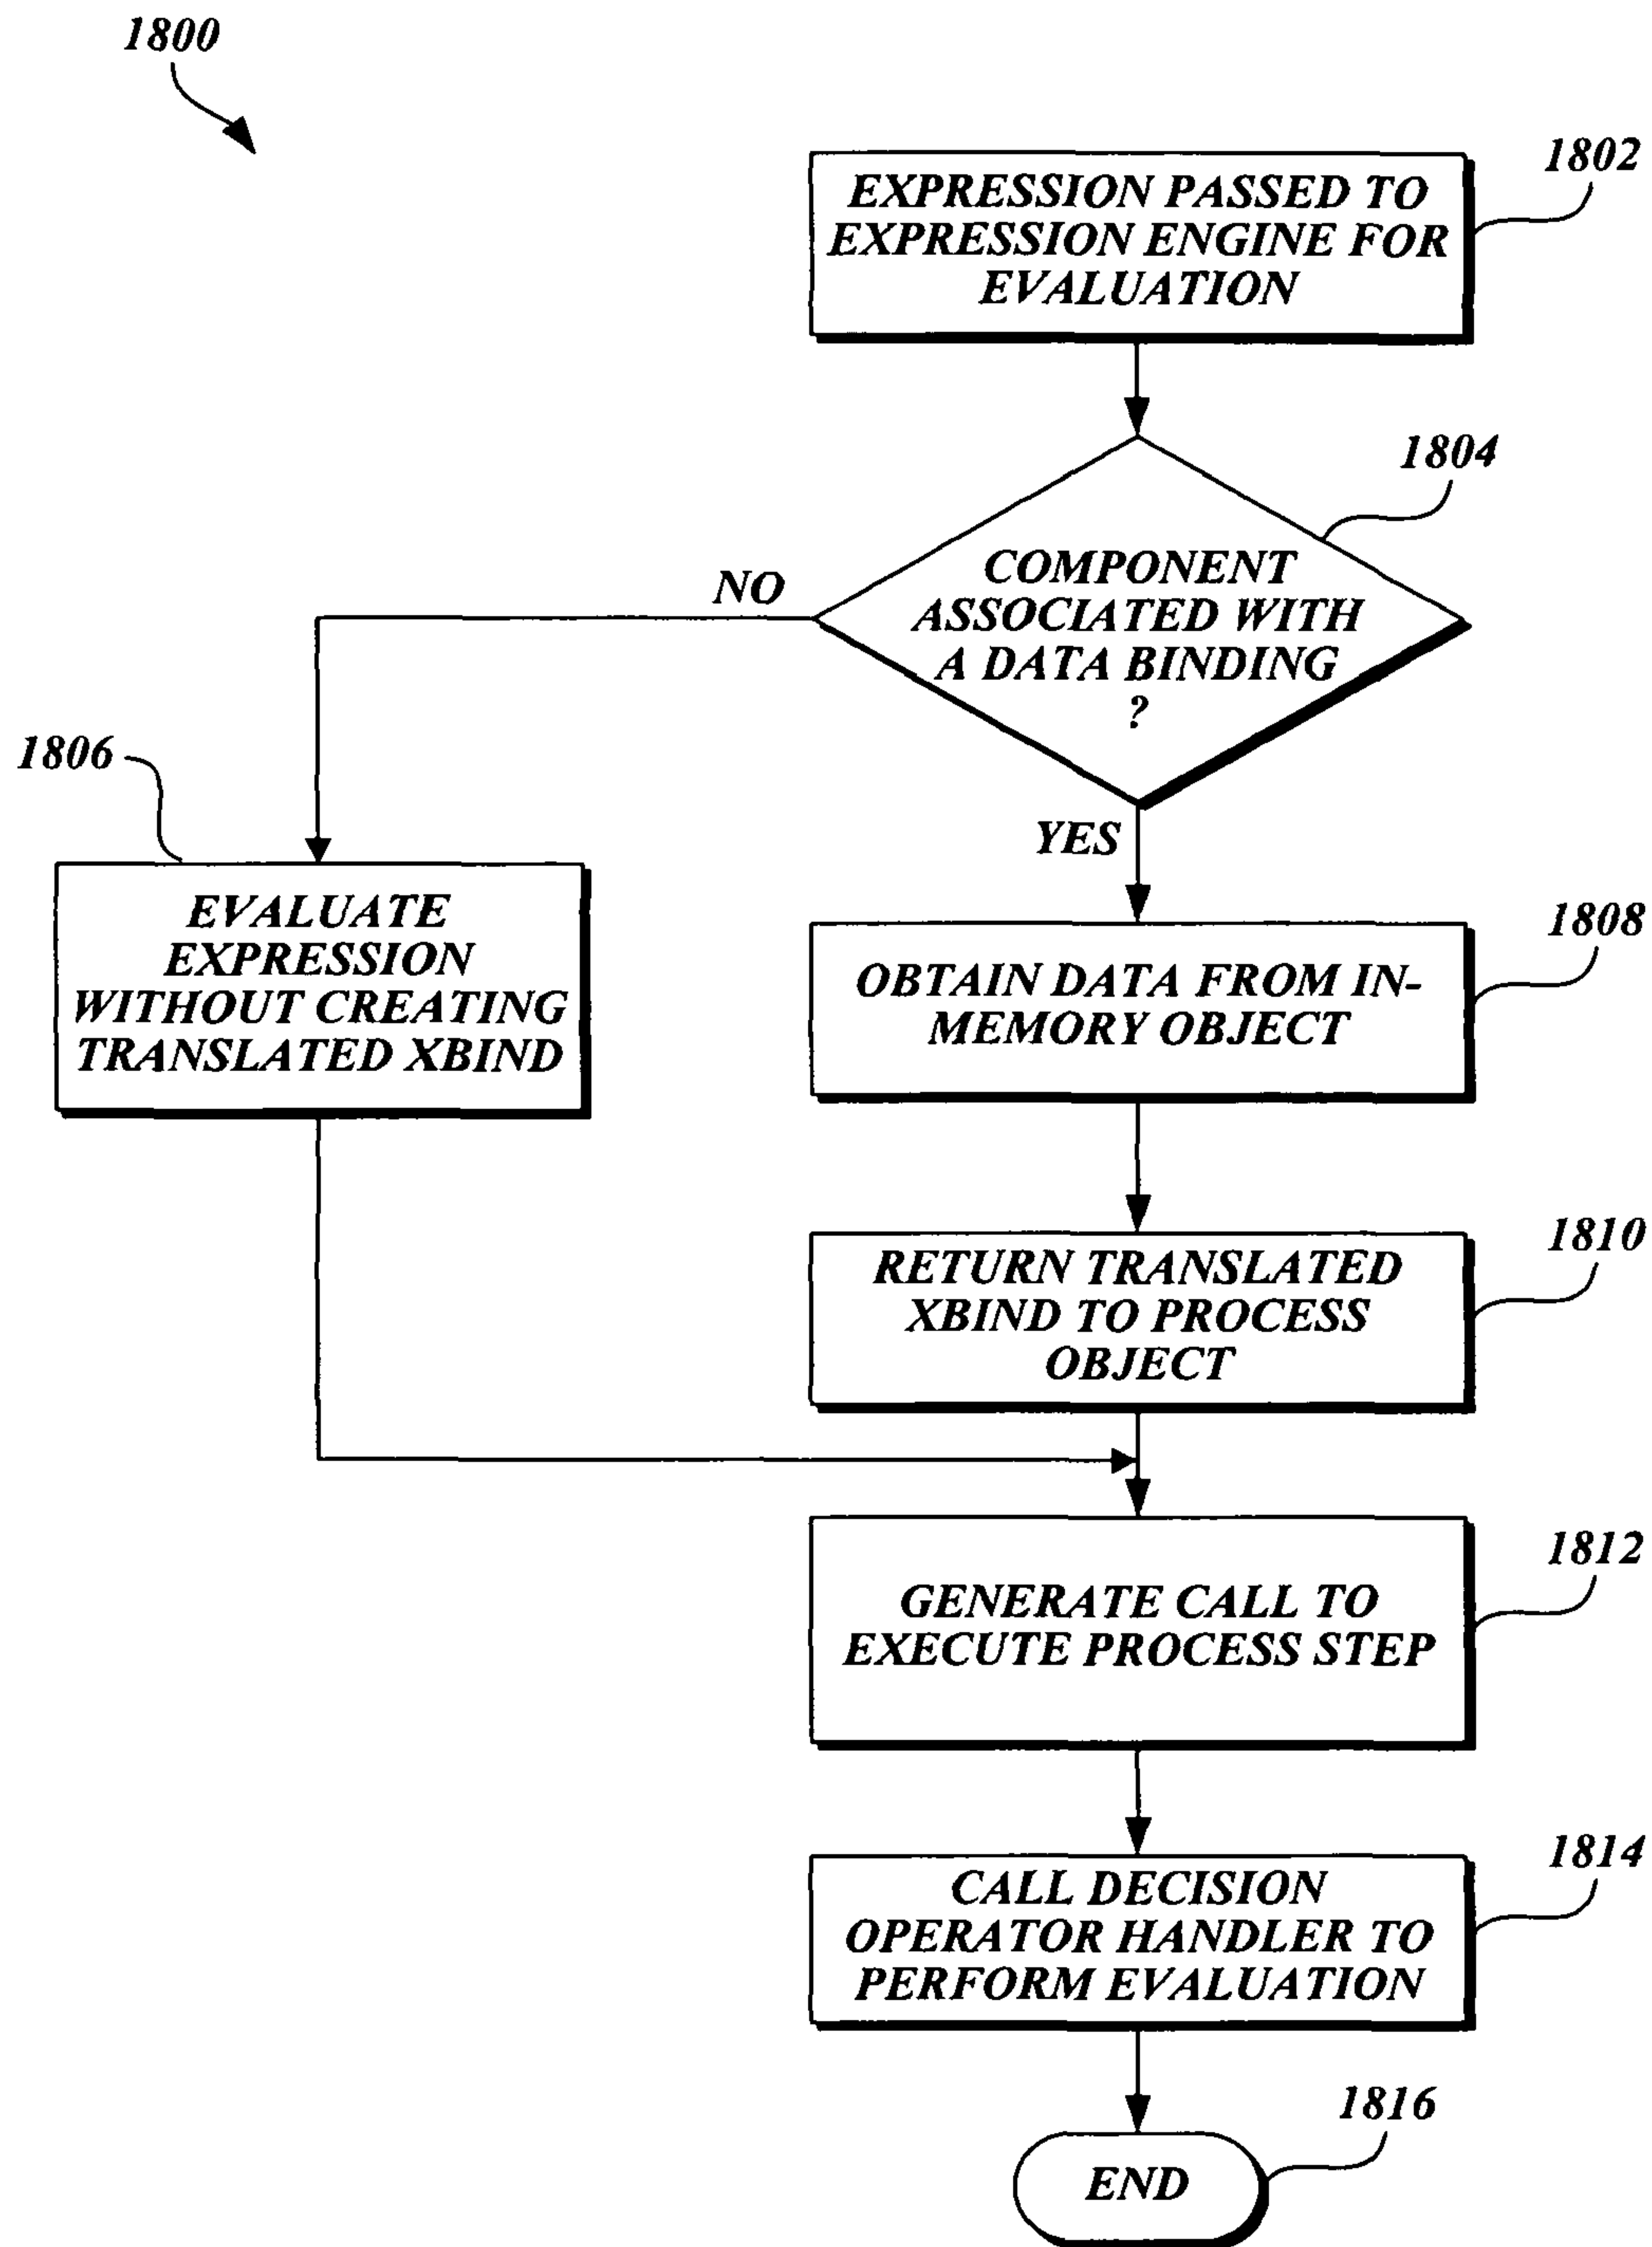 1800
1802
EXPRESSION PASSED TO
EXPRESSION ENGINE FOR
EVALUATION
1804
COMPONENT
ASSOCIATED WITH
A DATA BINDING
?
NO
YES
1806
EVALUATE
EXPRESSION
WITHOUT CREATING
TRANSLATED XBIND
1808
OBTAIN DATA FROM IN-
MEMORY OBJECT
1810
RETURN TRANSLATED
XBIND TO PROCESS
OBJECT
1812
GENERATE CALL TO
EXECUTE PROCESS STEP
1814
CALL DECISION
OPERATOR HANDLER TO
PERFORM EVALUATION
1816
END